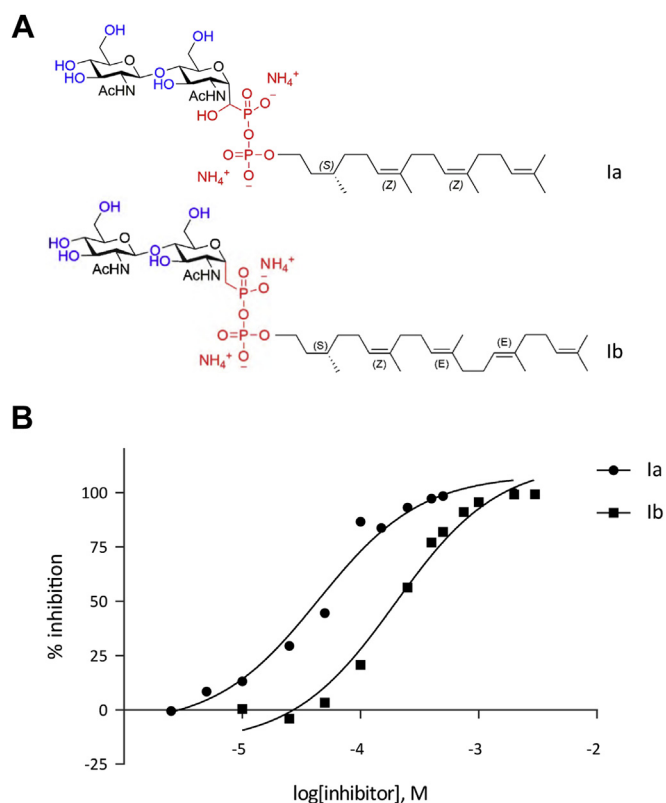 A
OH
OH
HO
HO
O
O
O
AcHN
HO
AcHN
HO
NH4+
O
P
O−
O
O=P−O
O−
NH4+
(S)
(Z)
(Z)
Ia
OH
OH
HO
HO
O
O
O
AcHN
HO
AcHN
NH4+
O
P
O−
O
O=P−O
O−
NH4+
(S)
(Z)
(E)
(E)
Ib
B
% inhibition
100
75
50
25
0
-25
-5
-4
-3
-2
log[inhibitor], M
Ia
Ib